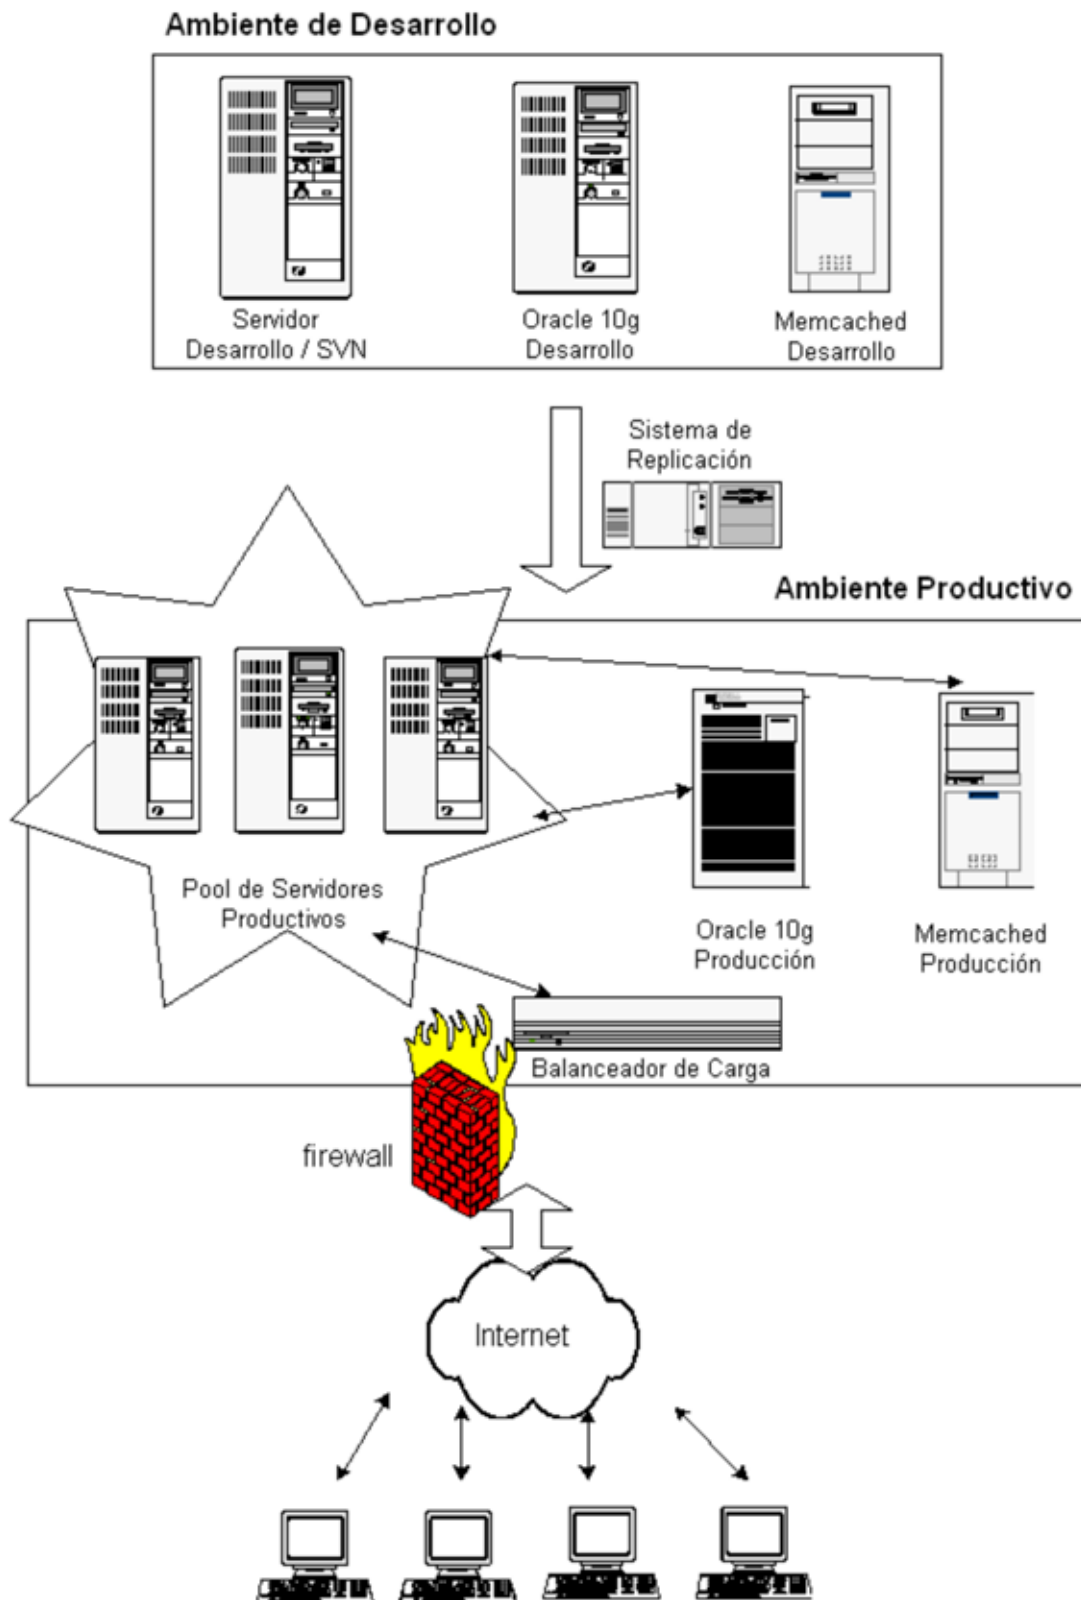 Ambiente de Desarrollo
Servidor
Desarrollo / SVN
Oracle 10g
Desarrollo
Memcached
Desarrollo
Sistema de
Replicación
Ambiente Productivo
Pool de Servidores
Productivos
Oracle 10g
Producción
Memcached
Producción
Balanceador de Carga
firewall
Internet